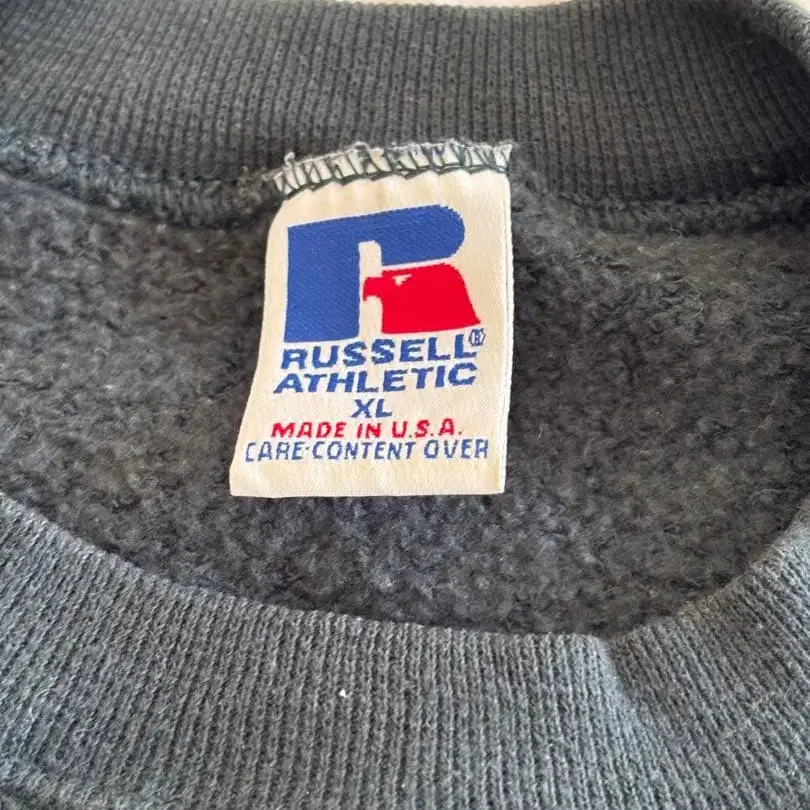 RUSSELL®
ATHLETIC
XL
MADE IN U.S.A.
CARE·CONTENT OVER